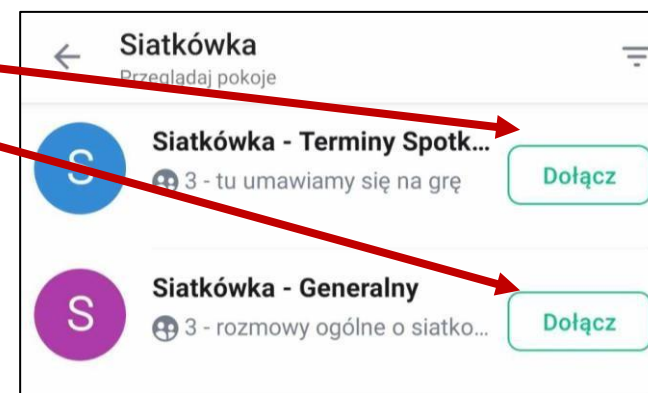 Siatkówka
Przeglądaj pokoje
S
Siatkówka - Terminy Spotk...
3 - tu umawiamy się na grę
Dołącz
S
Siatkówka - Generalny
3 - rozmowy ogólne o siatko...
Dołącz